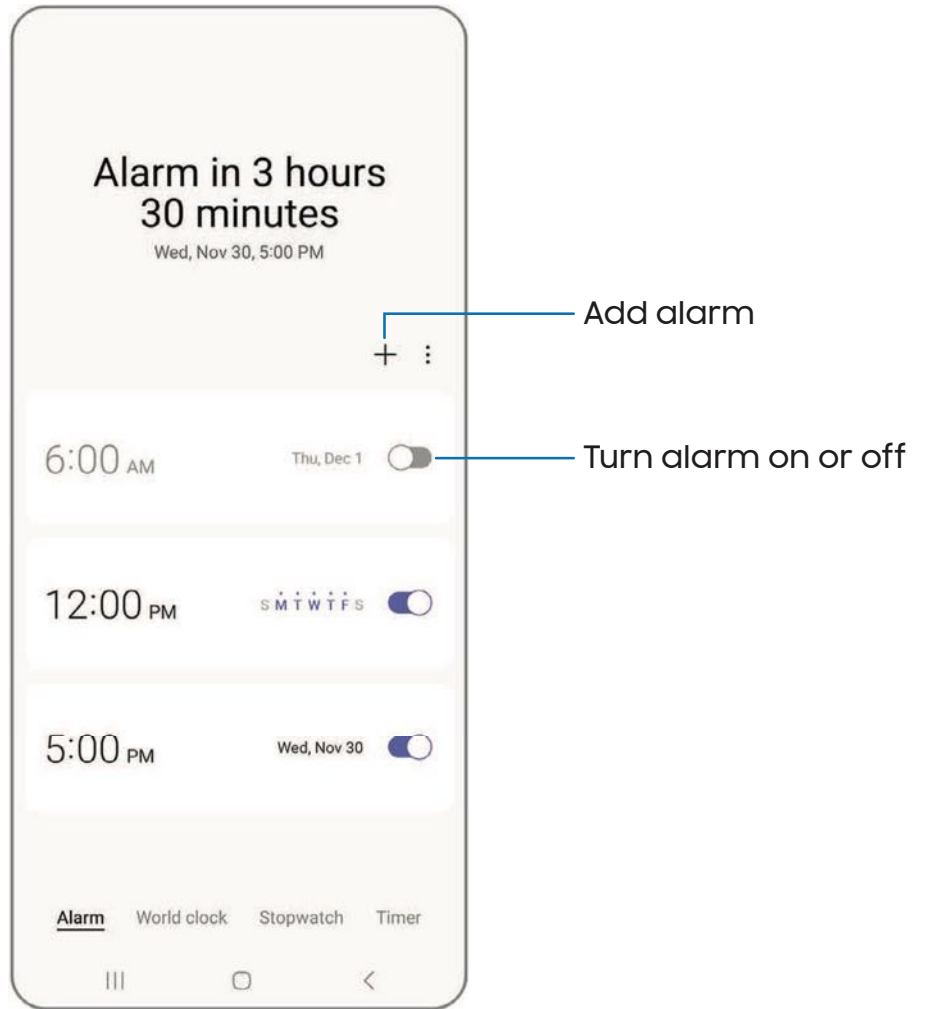 Alarm in 3 hours
30 minutes
Wed, Nov 30, 5:00 PM
Add alarm
6:00 AM Thu, Dec 1
Turn alarm on or off
12:00 PM S M T W T F S
5:00 PM Wed, Nov 30
Alarm World clock Stopwatch Timer